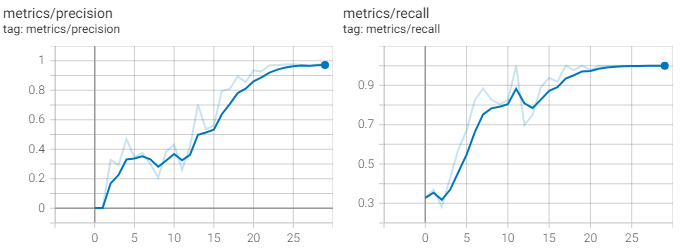 metrics/precision
tag: metrics/precision
1
0.8
0.6
0.4
0.2
0
0 5 10 15 20 25
metrics/recall
tag: metrics/recall
0.9
0.7
0.5
0.3
0 5 10 15 20 25